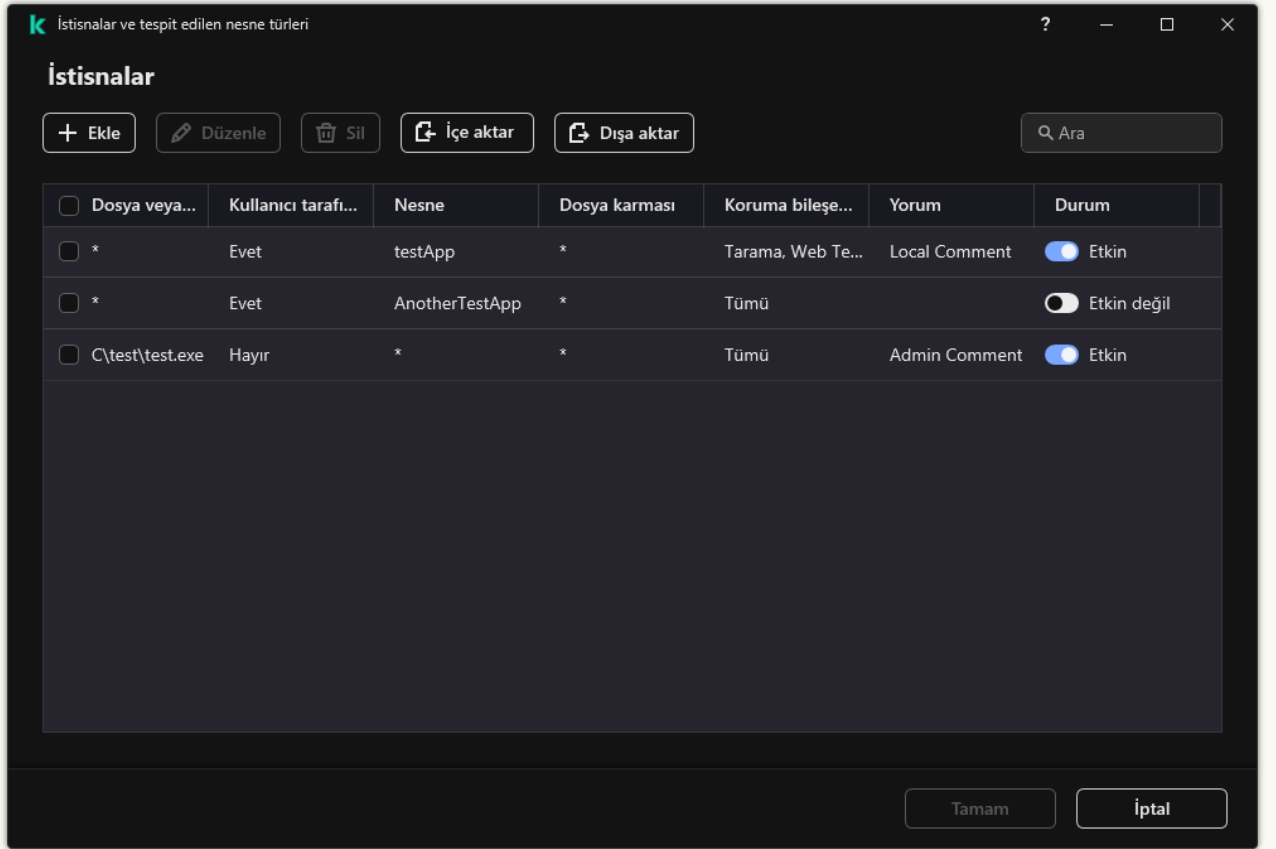 İstisnalar ve tespit edilen nesne türleri ?
İstisnalar
Ekle Düzenle Sil İçe aktar Dışa aktar Ara
Dosya veya... Kullanıcı tarafı... Nesne Dosya karması Koruma bileşe... Yorum Durum
* Evet testApp * Tarama, Web Te... Local Comment Etkin
* Evet AnotherTestApp * Tümü Etkin değil
C\test\test.exe Hayır * * Tümü Admin Comment Etkin
Tamam İptal